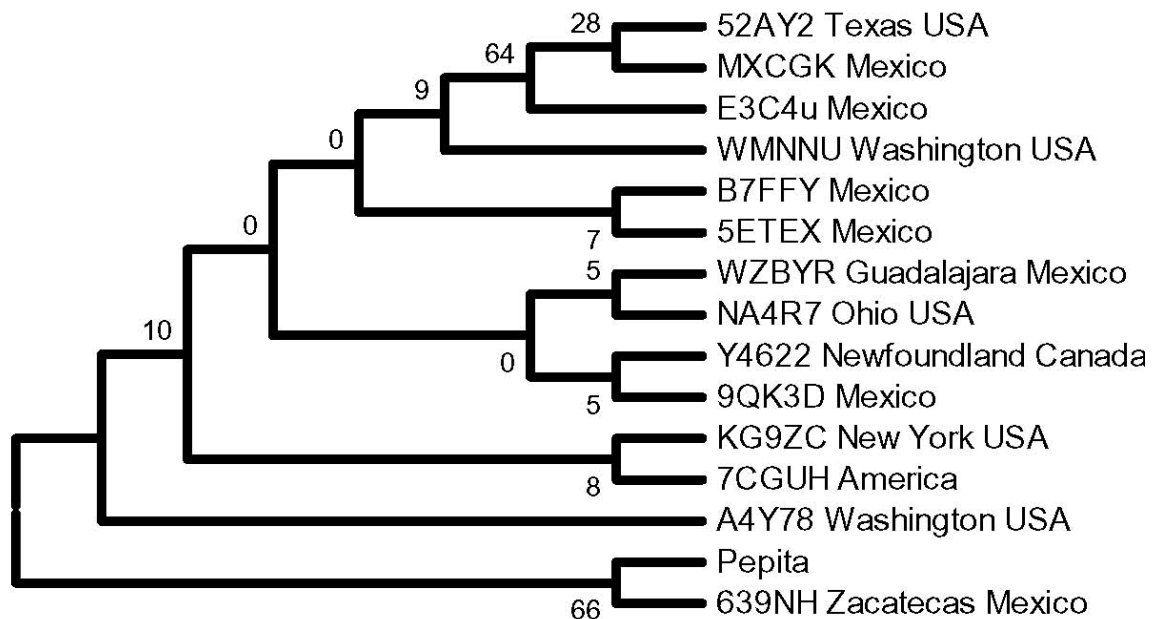 28
52AY2 Texas USA
64
MXCGK Mexico
9
E3C4u Mexico
0
WMNNU Washington USA
B7FFY Mexico
0
7
5ETEX Mexico
5
WZBYR Guadalajara Mexico
NA4R7 Ohio USA
10
0
Y4622 Newfoundland Canada
5
9QK3D Mexico
KG9ZC New York USA
8
7CGUH America
A4Y78 Washington USA
Pepita
66
639NH Zacatecas Mexico